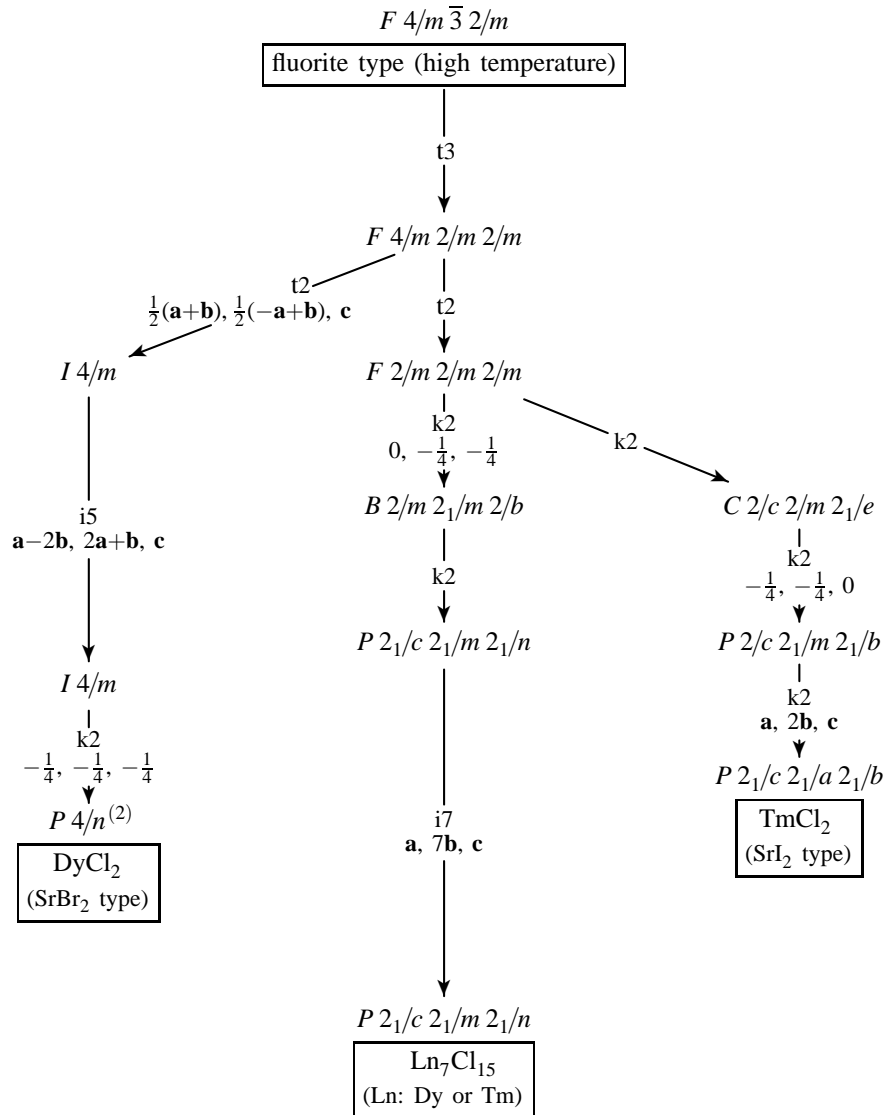 F 4/m 3̅ 2/m
fluorite type (high temperature)
t3
F 4/m 2/m 2/m
t2
½(a+b), ½(−a+b), c
t2
I 4/m
F 2/m 2/m 2/m
k2
0, −¼, −¼
k2
B 2/m 2₁/m 2/b
C 2/c 2/m 2₁/e
i5
a−2b, 2a+b, c
k2
k2
−¼, −¼, 0
P 2₁/c 2₁/m 2₁/n
P 2/c 2₁/m 2₁/b
I 4/m
k2
−¼, −¼, −¼
k2
a, 2b, c
P 4/n⁽²⁾
DyCl₂
(SrBr₂ type)
i7
a, 7b, c
P 2₁/c 2₁/a 2₁/b
TmCl₂
(SrI₂ type)
P 2₁/c 2₁/m 2₁/n
Ln₇Cl₁₅
(Ln: Dy or Tm)